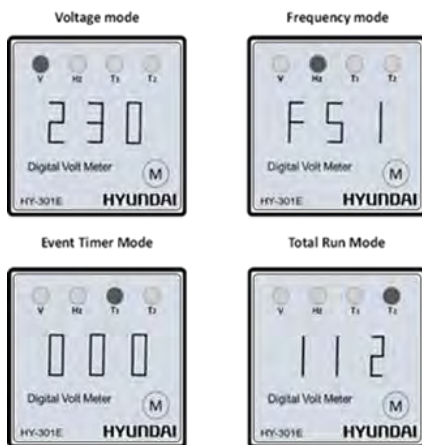 Voltage mode
V Hz T1 T2
230
Digital Volt Meter
M
HY-301E HYUNDAI
Frequency mode
V Hz T1 T2
F51
Digital Volt Meter
M
HY-301E HYUNDAI
Event Timer Mode
V Hz T1 T2
000
Digital Volt Meter
M
HY-301E HYUNDAI
Total Run Mode
V Hz T1 T2
112
Digital Volt Meter
M
HY-301E HYUNDAI